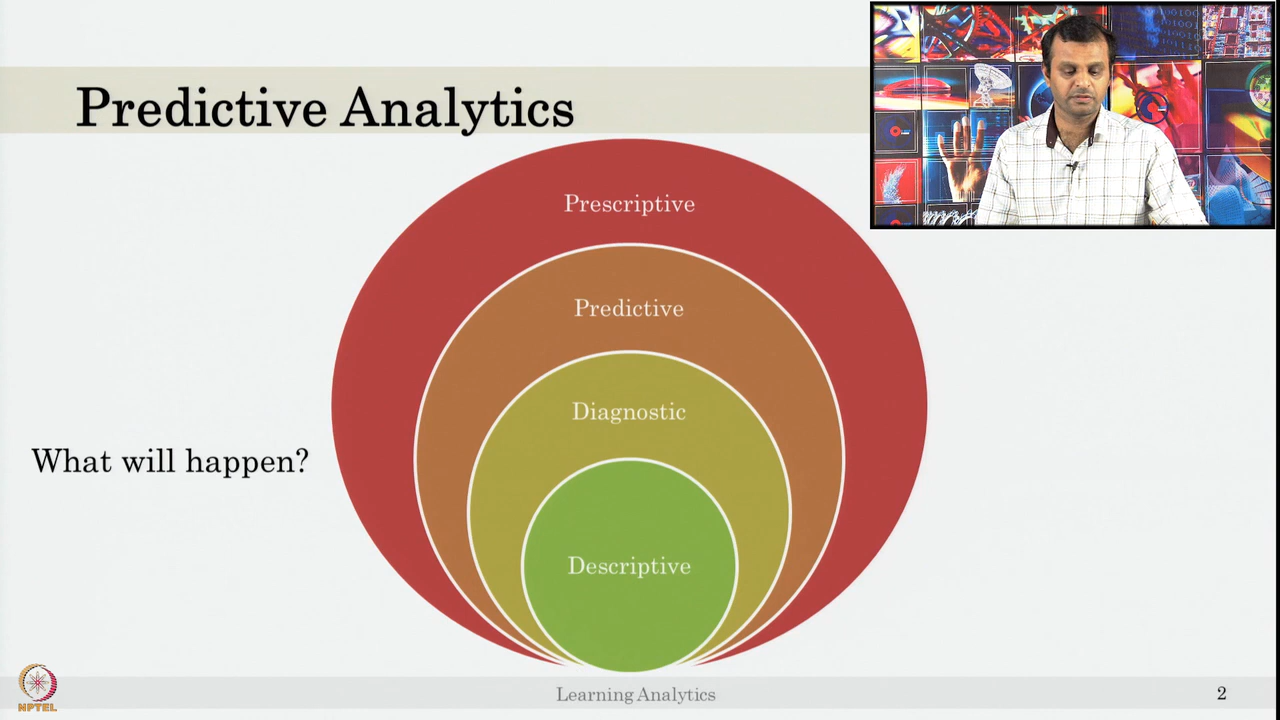 Predictive Analytics
Prescriptive
Predictive
Diagnostic
What will happen?
Descriptive
NPTEL
Learning Analytics
2